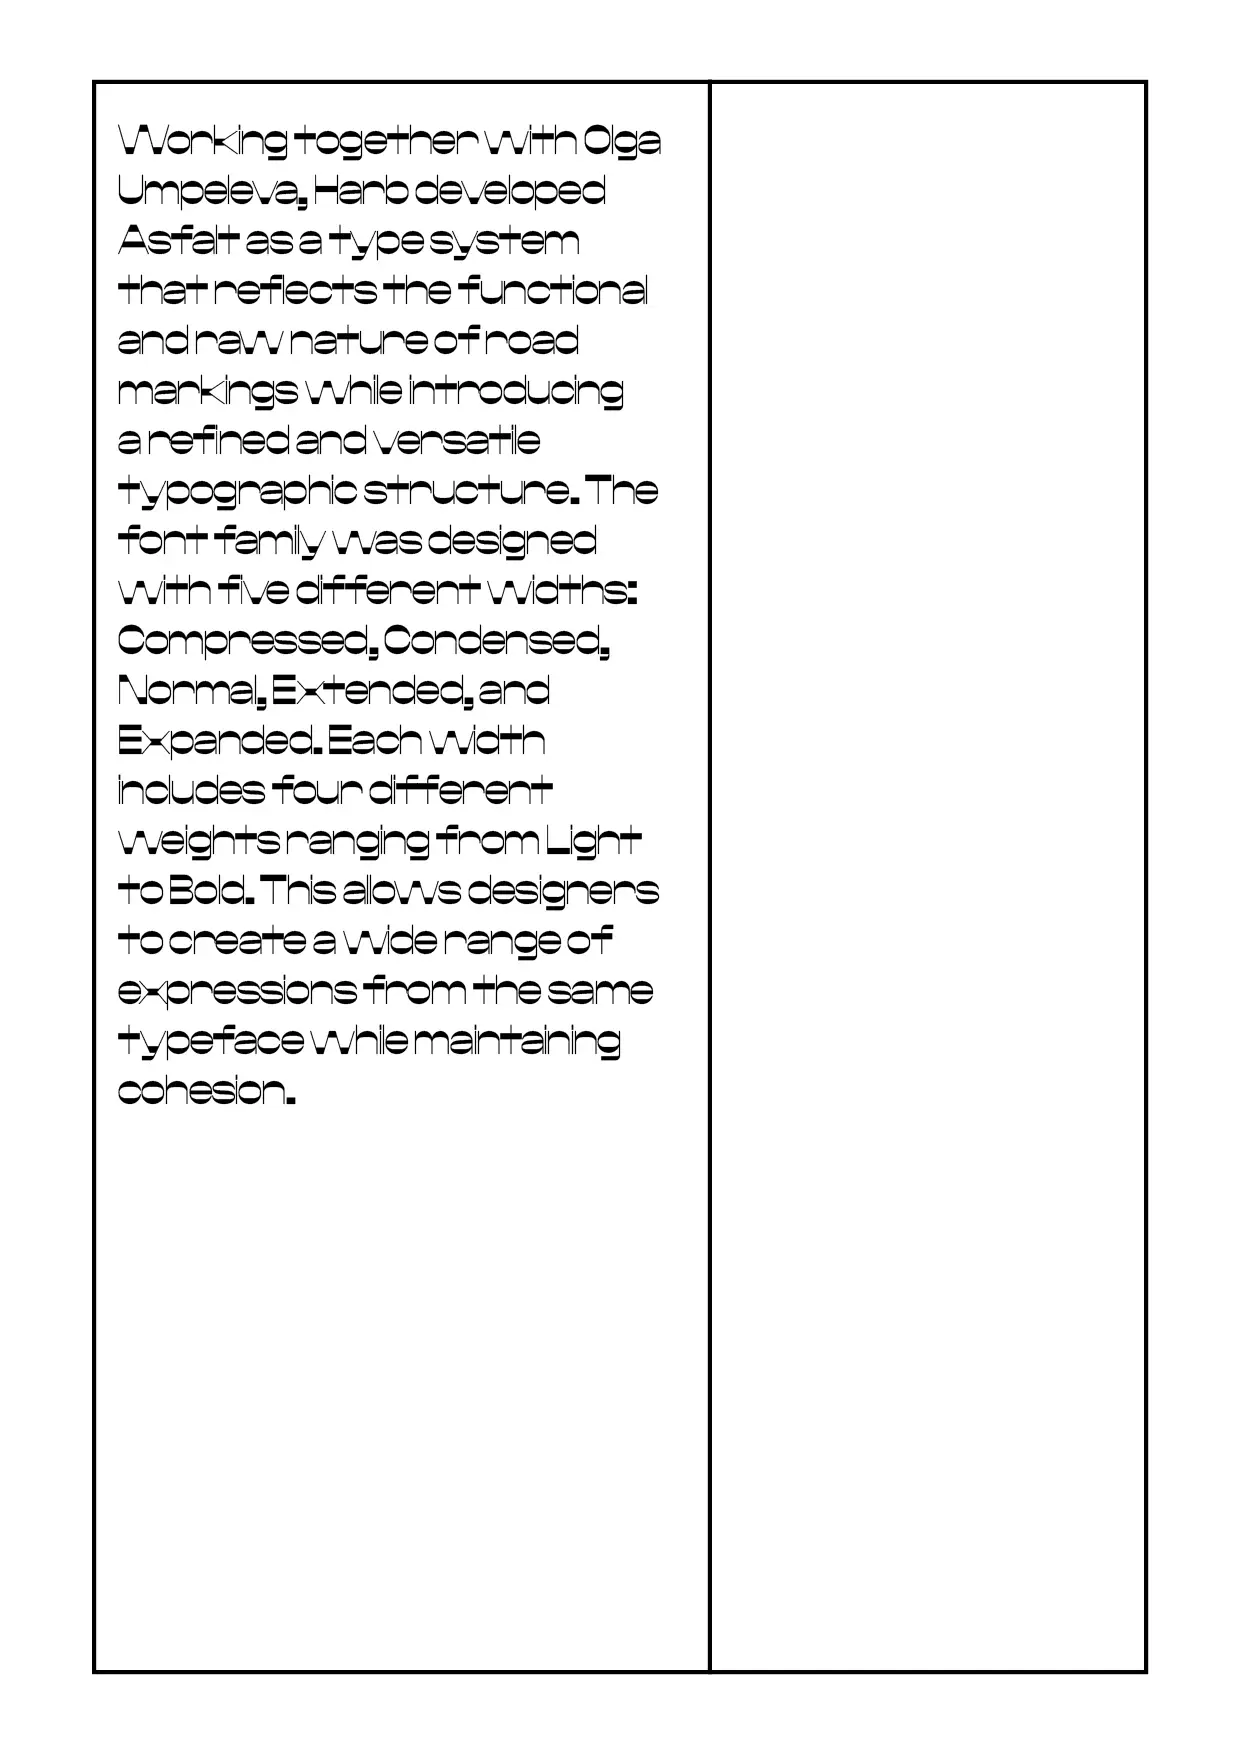 Working together with Olga
Umpeleva, Harb developed
Asfalt as a type system
that reflects the functional
and raw nature of road
markings while introducing
a refined and versatile
typographic structure. The
font family was designed
with five different widths:
Compressed, Condensed,
Normal, Extended, and
Expanded. Each width
includes four different
weights ranging from Light
to Bold. This allows designers
to create a wide range of
expressions from the same
typeface while maintaining
cohesion.